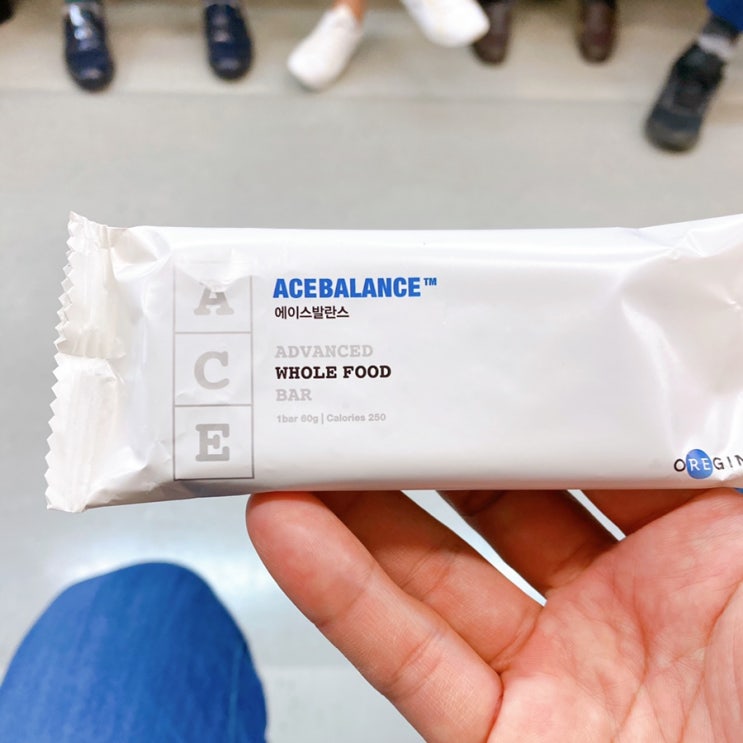 A
C
E
ACEBALANCE™
에이스발란스
ADVANCED
WHOLE FOOD
BAR
1bar 60g | Calories 250
OREGIN